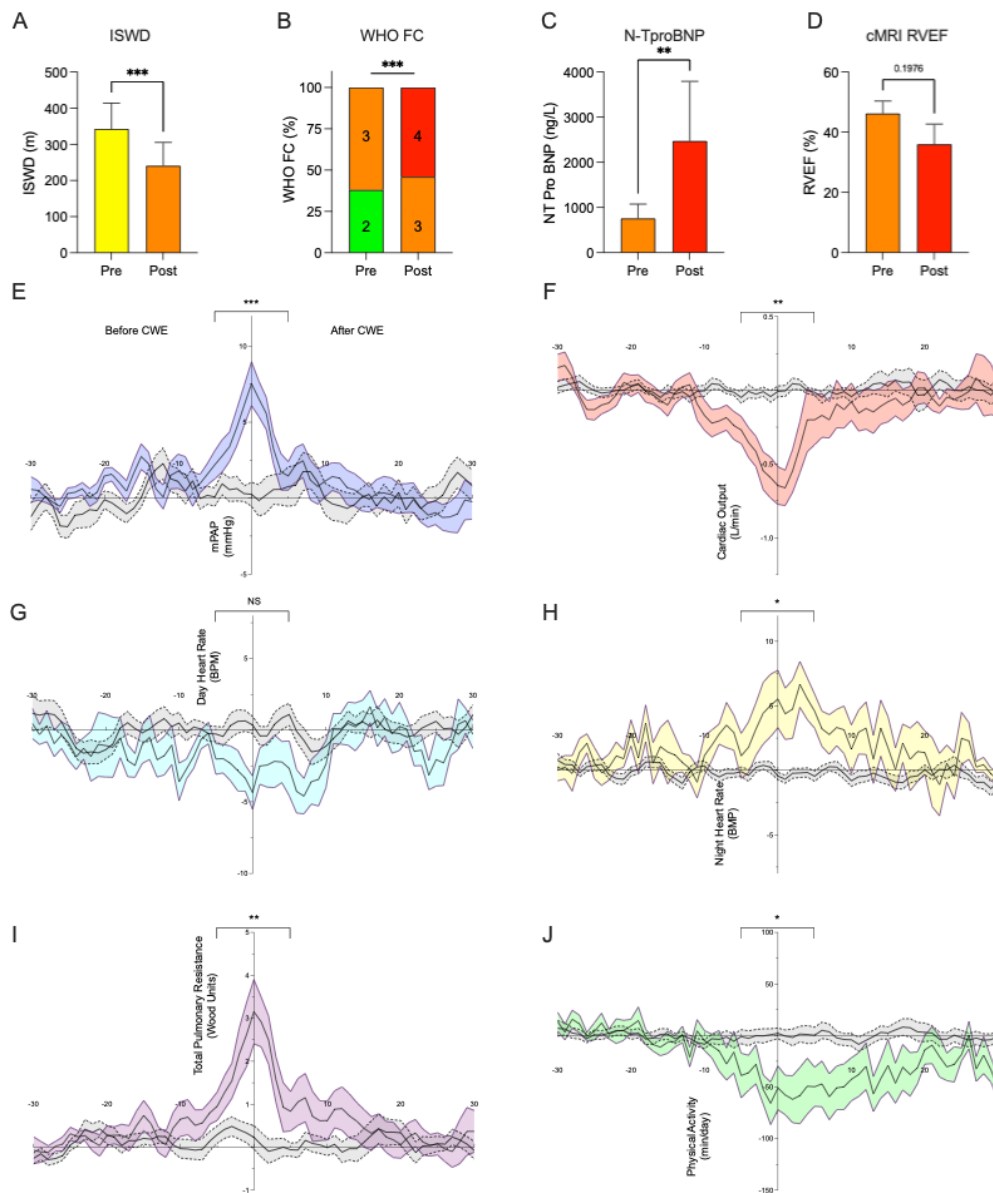 A
ISWD
***
500
400
300
200
100
0
ISWD (m)
Pre
Post
B
WHO FC
***
100
75
50
25
0
WHO FC (%)
3
2
4
3
Pre
Post
C
N-TproBNP
**
4000
3000
2000
1000
0
NT Pro BNP (ng/L)
Pre
Post
D
cMRI RVEF
0.1976
60
40
20
0
RVEF (%)
Pre
Post
E
***
Before CWE
After CWE
10
5
-5
-30
-20
-10
10
20
30
mPAP
(mmHg)
F
**
0.5
-0.5
-1.0
-30
-20
-10
10
20
Cardiac Output
(L/min)
G
NS
5
-5
-10
-30
-20
-10
10
20
30
Day Heart Rate
(BPM)
H
*
10
5
-5
-30
-20
-10
10
20
Night Heart Rate
(BMP)
I
**
5
4
3
2
1
-1
-30
-20
-10
10
20
30
Total Pulmonary Resistance
(Wood Units)
J
*
100
50
-50
-100
-150
-30
-20
-10
10
20
Physical Activity
(min/day)